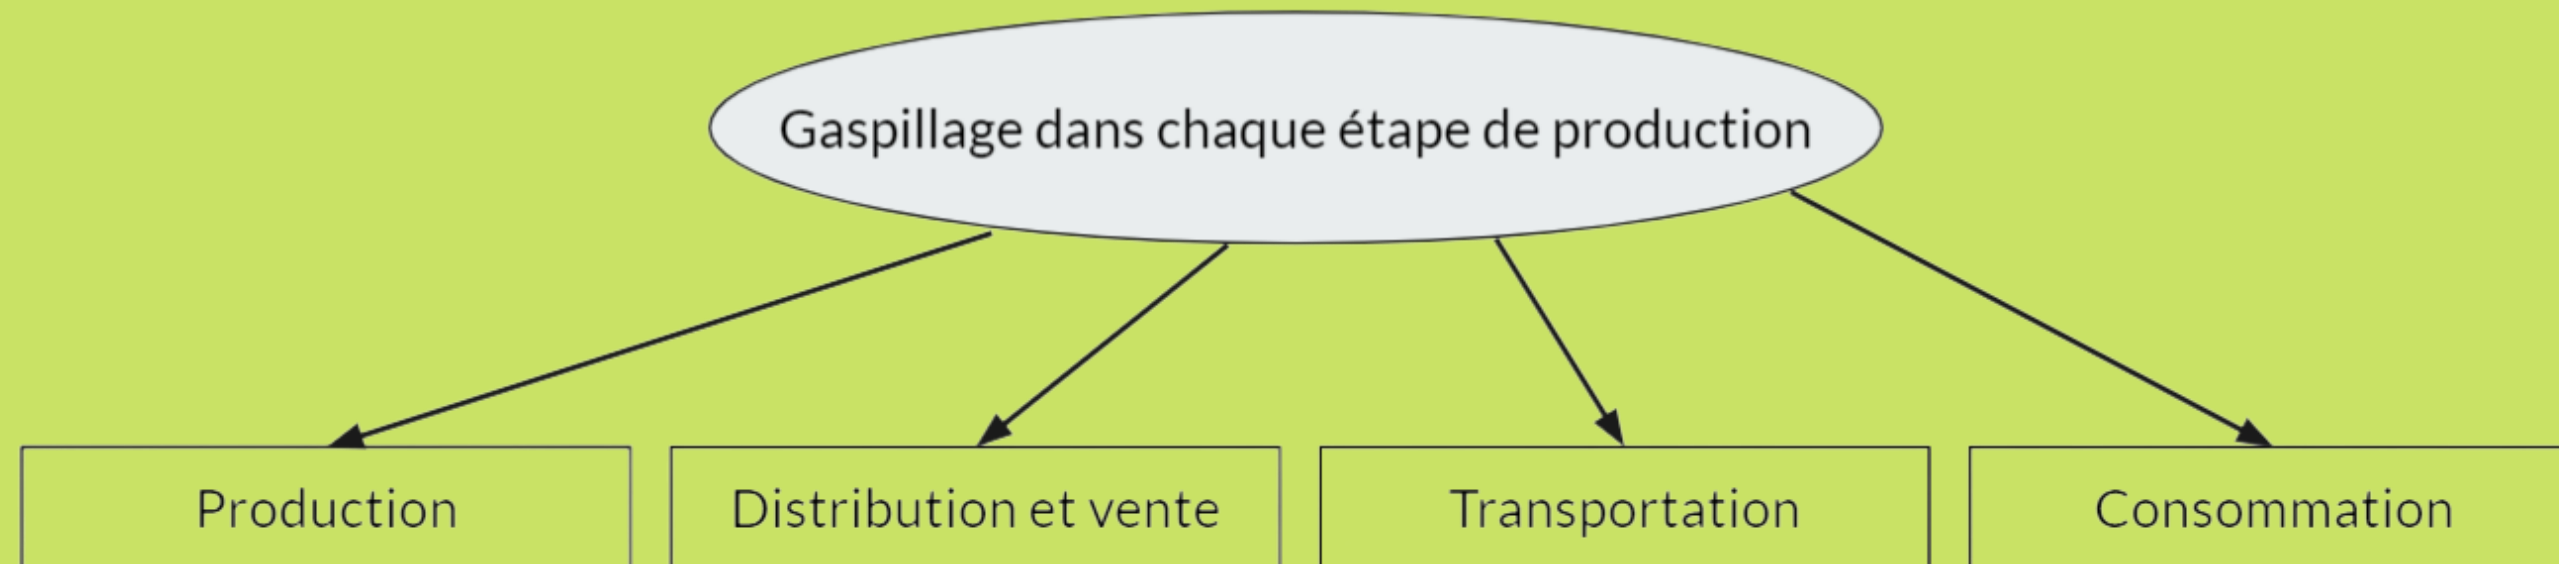 Gaspillage dans chaque étape de production
Production
Distribution et vente
Transportation
Consommation